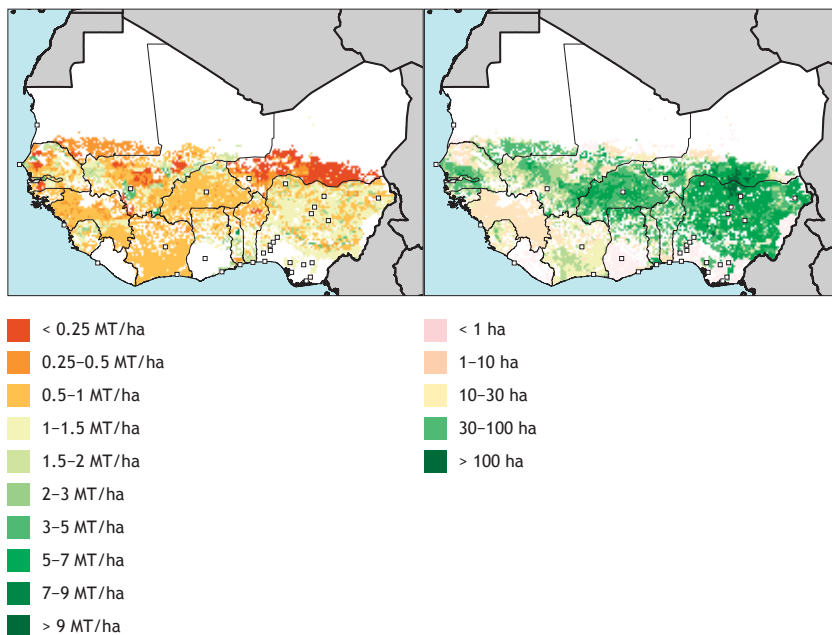 < 0.25 MT/ha
0.25–0.5 MT/ha
0.5–1 MT/ha
1–1.5 MT/ha
1.5–2 MT/ha
2–3 MT/ha
3–5 MT/ha
5–7 MT/ha
7–9 MT/ha
> 9 MT/ha
< 1 ha
1–10 ha
10–30 ha
30–100 ha
> 100 ha